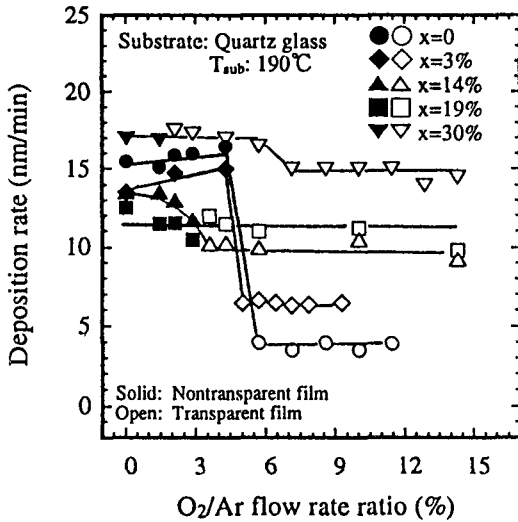 25
20
15
10
5
0
Deposition rate (nm/min)
Substrate: Quartz glass
Tsub: 190℃
x=0
x=3%
x=14%
x=19%
x=30%
Solid: Nontransparent film
Open: Transparent film
0 3 6 9 12 15
O2/Ar flow rate ratio (%)